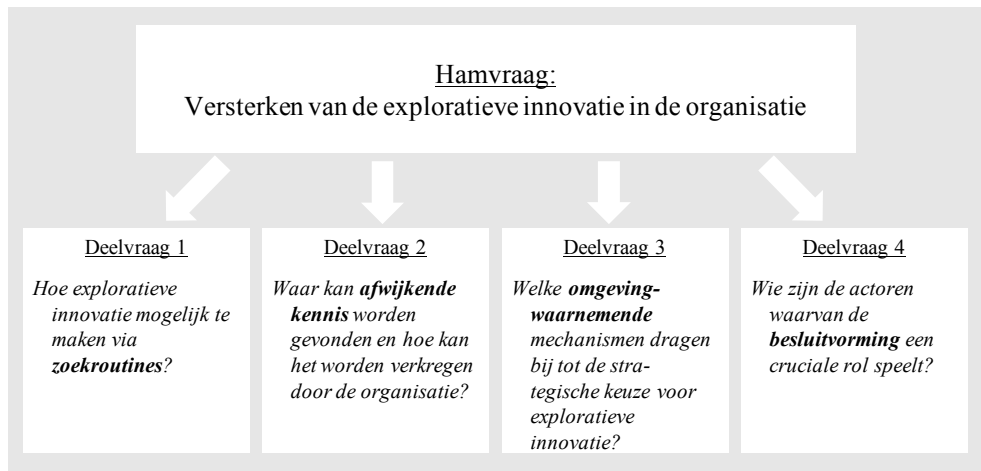 Hamvraag:
Versterken van de exploratieve innovatie in de organisatie
Deelvraag 1
Hoe exploratieve
innovatie mogelijk te
maken via
zoekroutines?
Deelvraag 2
Waar kan afwijkende
kennis worden
gevonden en hoe kan
het worden verkregen
door de organisatie?
Deelvraag 3
Welke omgeving-
waarnemende
mechanismen dragen
bij tot de stra-
tegische keuze voor
exploratieve
innovatie?
Deelvraag 4
Wie zijn de actoren
waarvan de
besluitvorming een
cruciale rol speelt?